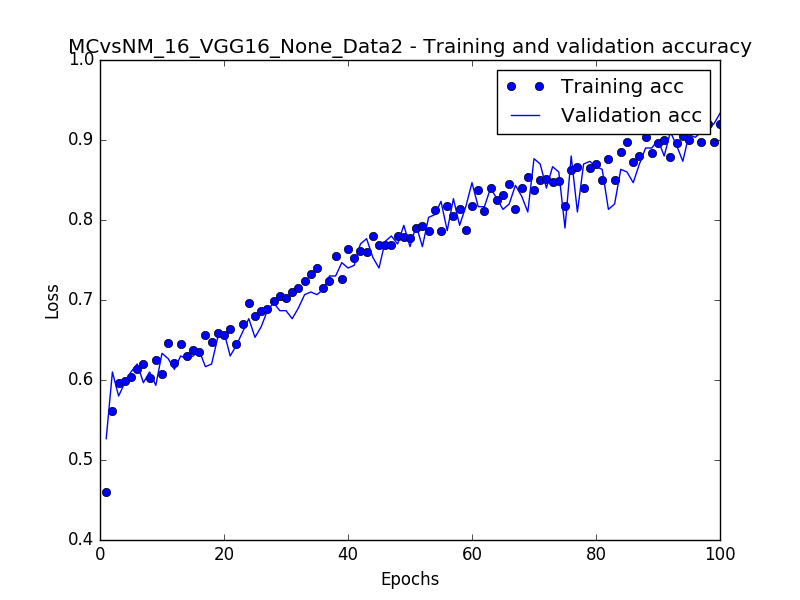 MCvsNM_16_VGG16_None_Data2 - Training and validation accuracy
1.0
0.9
0.8
0.7
0.6
0.5
0.4
Loss
Training acc
Validation acc
0 20 40 60 80 100
Epochs